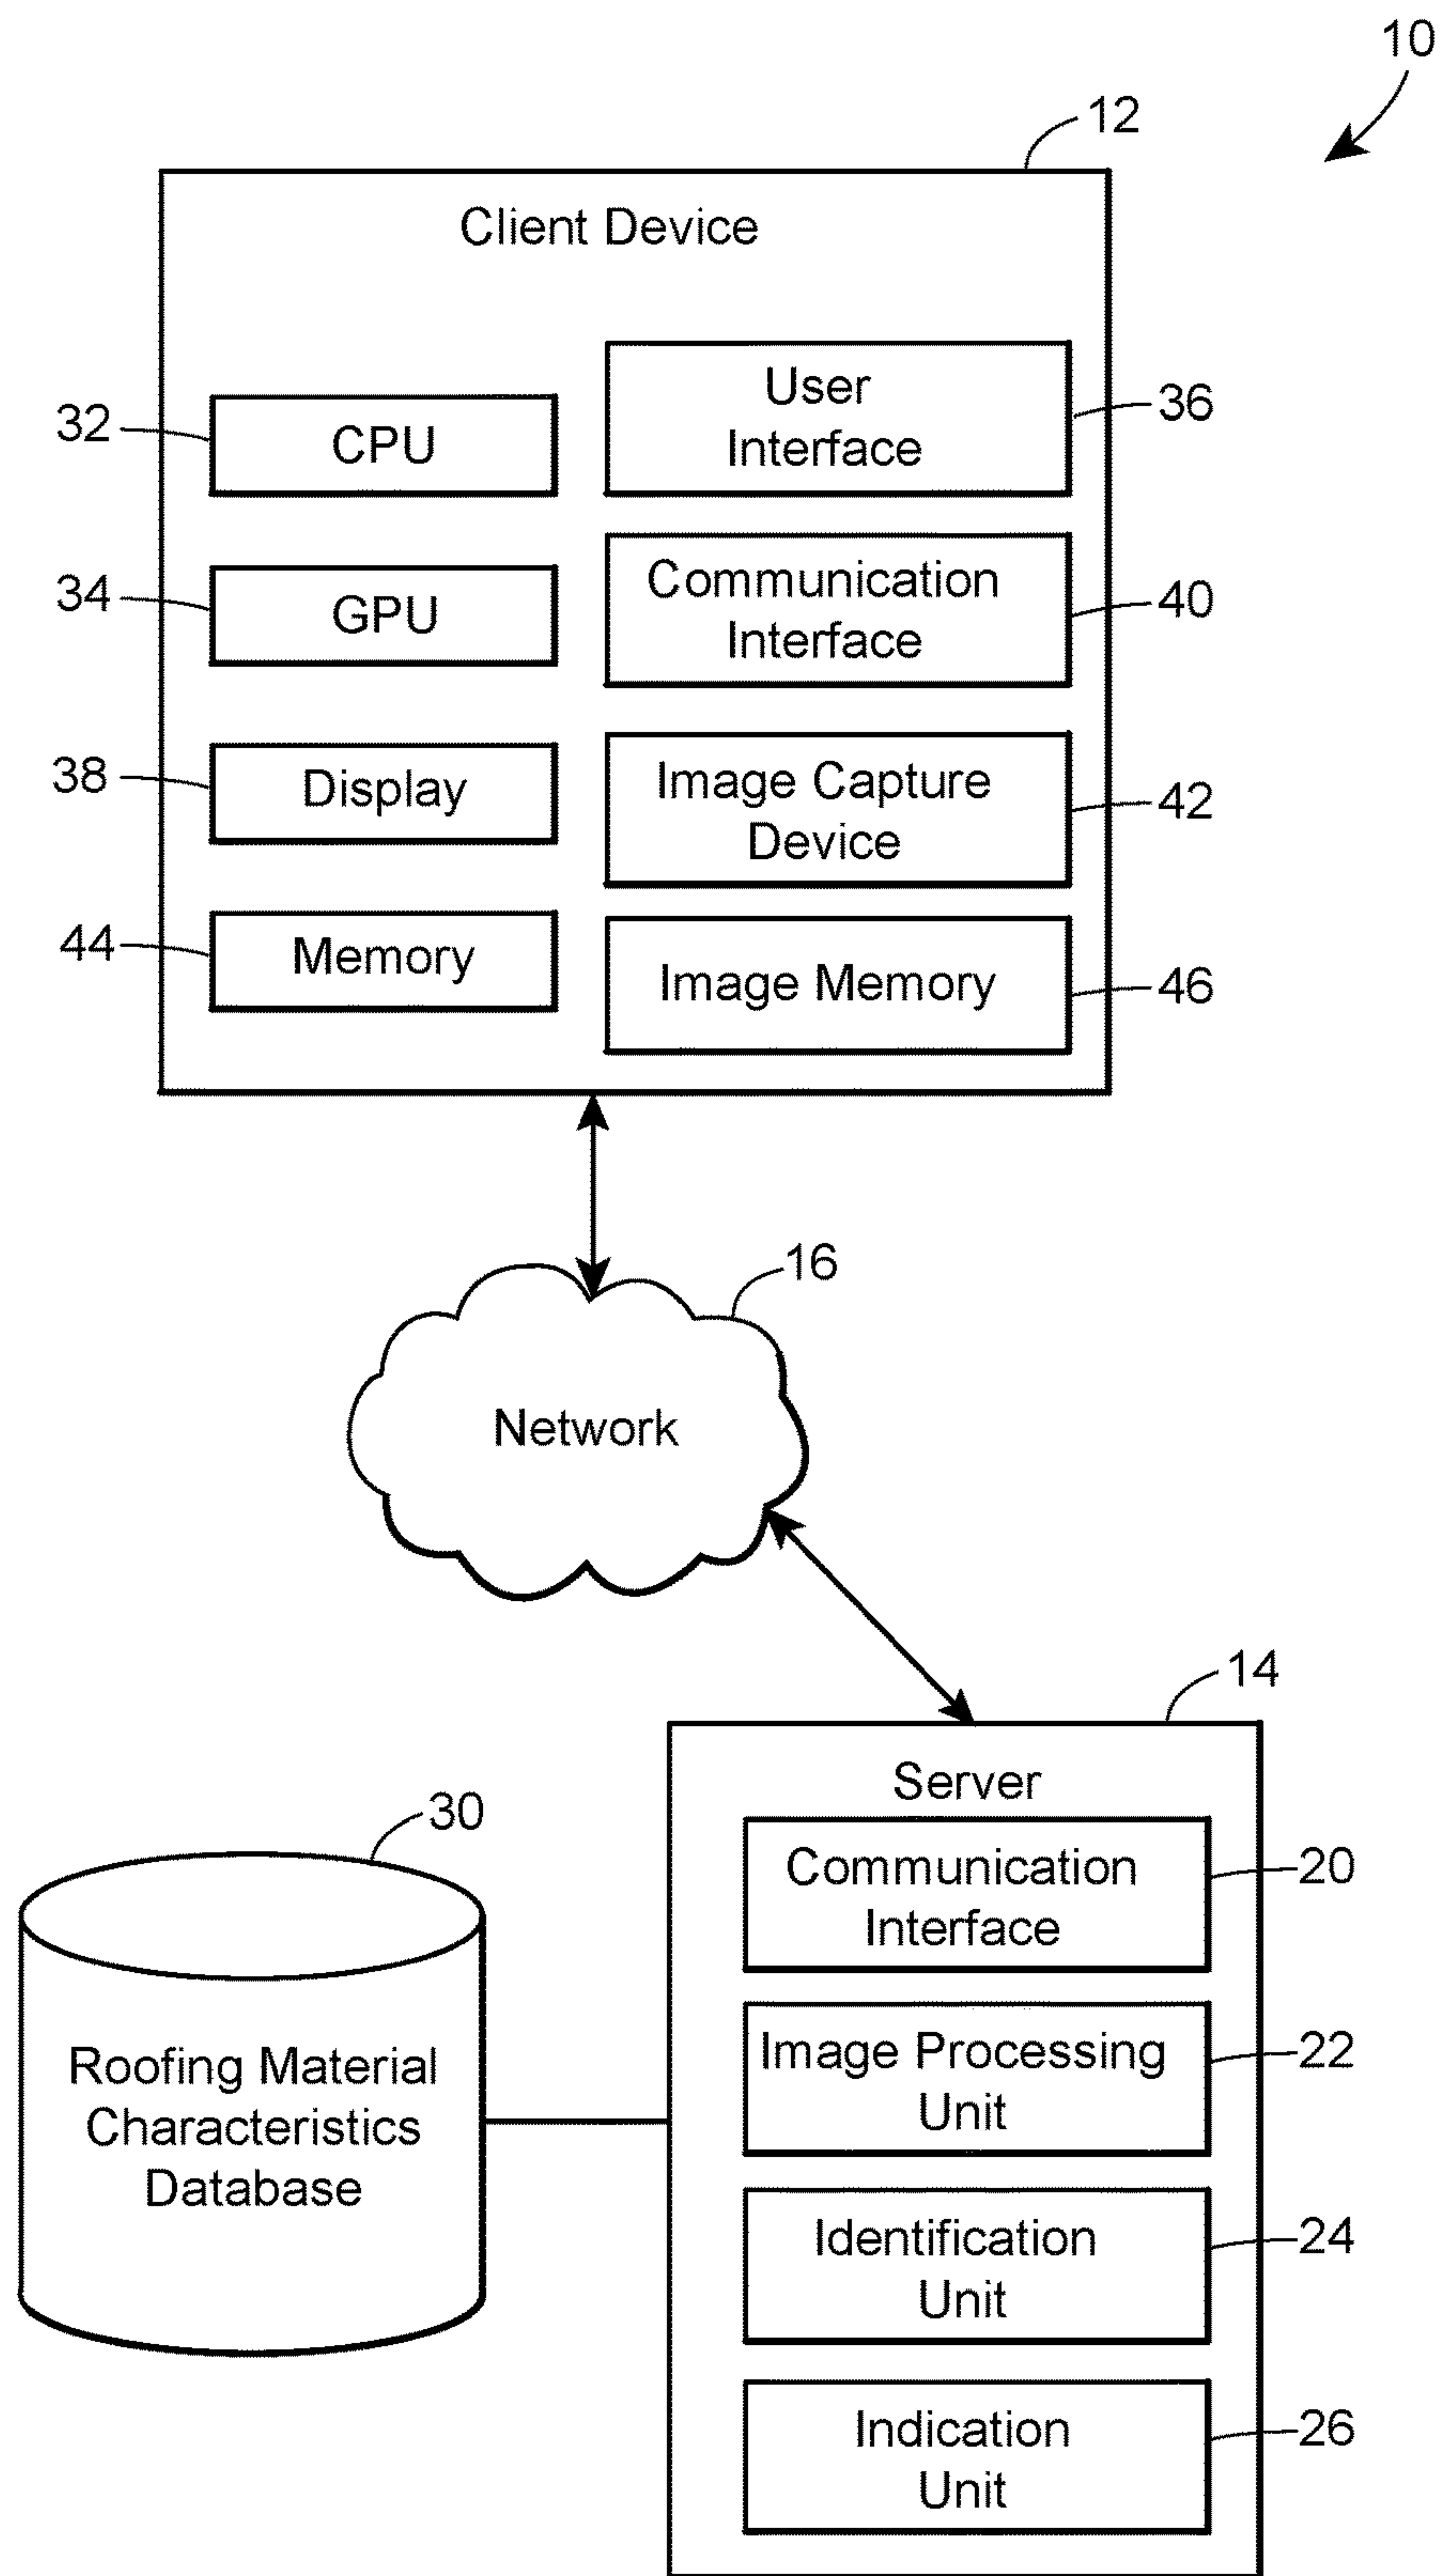 10
12
Client Device
User
Interface
36
32
CPU
Communication
Interface
40
34
GPU
Image Capture
Device
42
38
Display
44
Memory
Image Memory
46
16
Network
14
Server
30
Communication
Interface
20
Roofing Material
Characteristics
Database
Image Processing
Unit
22
Identification
Unit
24
Indication
Unit
26